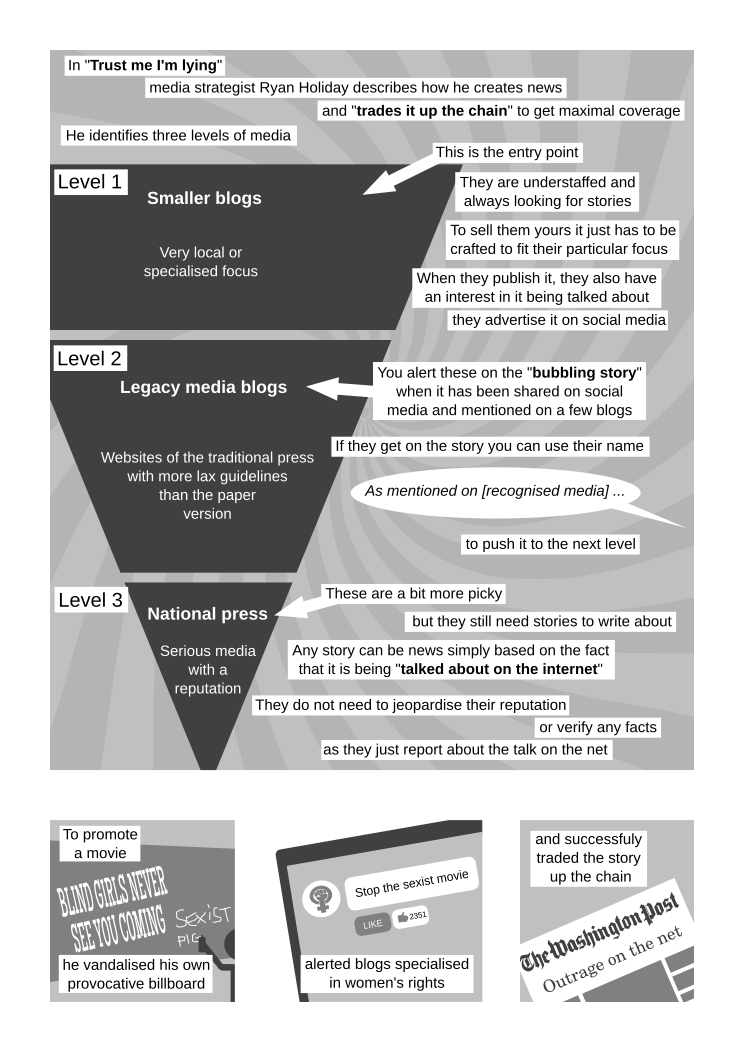 In "Trust me I'm lying"
media strategist Ryan Holiday describes how he creates news
and "trades it up the chain" to get maximal coverage
He identifies three levels of media
This is the entry point
Level 1
Smaller blogs
Very local or
specialised focus
They are understaffed and
always looking for stories
To sell them yours it just has to be
crafted to fit their particular focus
When they publish it, they also have
an interest in it being talked about
they advertise it on social media
Level 2
Legacy media blogs
Websites of the traditional press
with more lax guidelines
than the paper
version
You alert these on the "bubbling story"
when it has been shared on social
media and mentioned on a few blogs
If they get on the story you can use their name
As mentioned on [recognised media] ...
to push it to the next level
Level 3
National press
Serious media
with a
reputation
These are a bit more picky
but they still need stories to write about
Any story can be news simply based on the fact
that it is being "talked about on the internet"
They do not need to jeopardise their reputation
or verify any facts
as they just report about the talk on the net
To promote
a movie
BLIND GIRLS NEVER
SEE YOU COMING
SEXIST
PIG
he vandalised his own
provocative billboard
Stop the sexist movie
LIKE
2351
alerted blogs specialised
in women's rights
and successfuly
traded the story
up the chain
The Washington Post
Outrage on the net